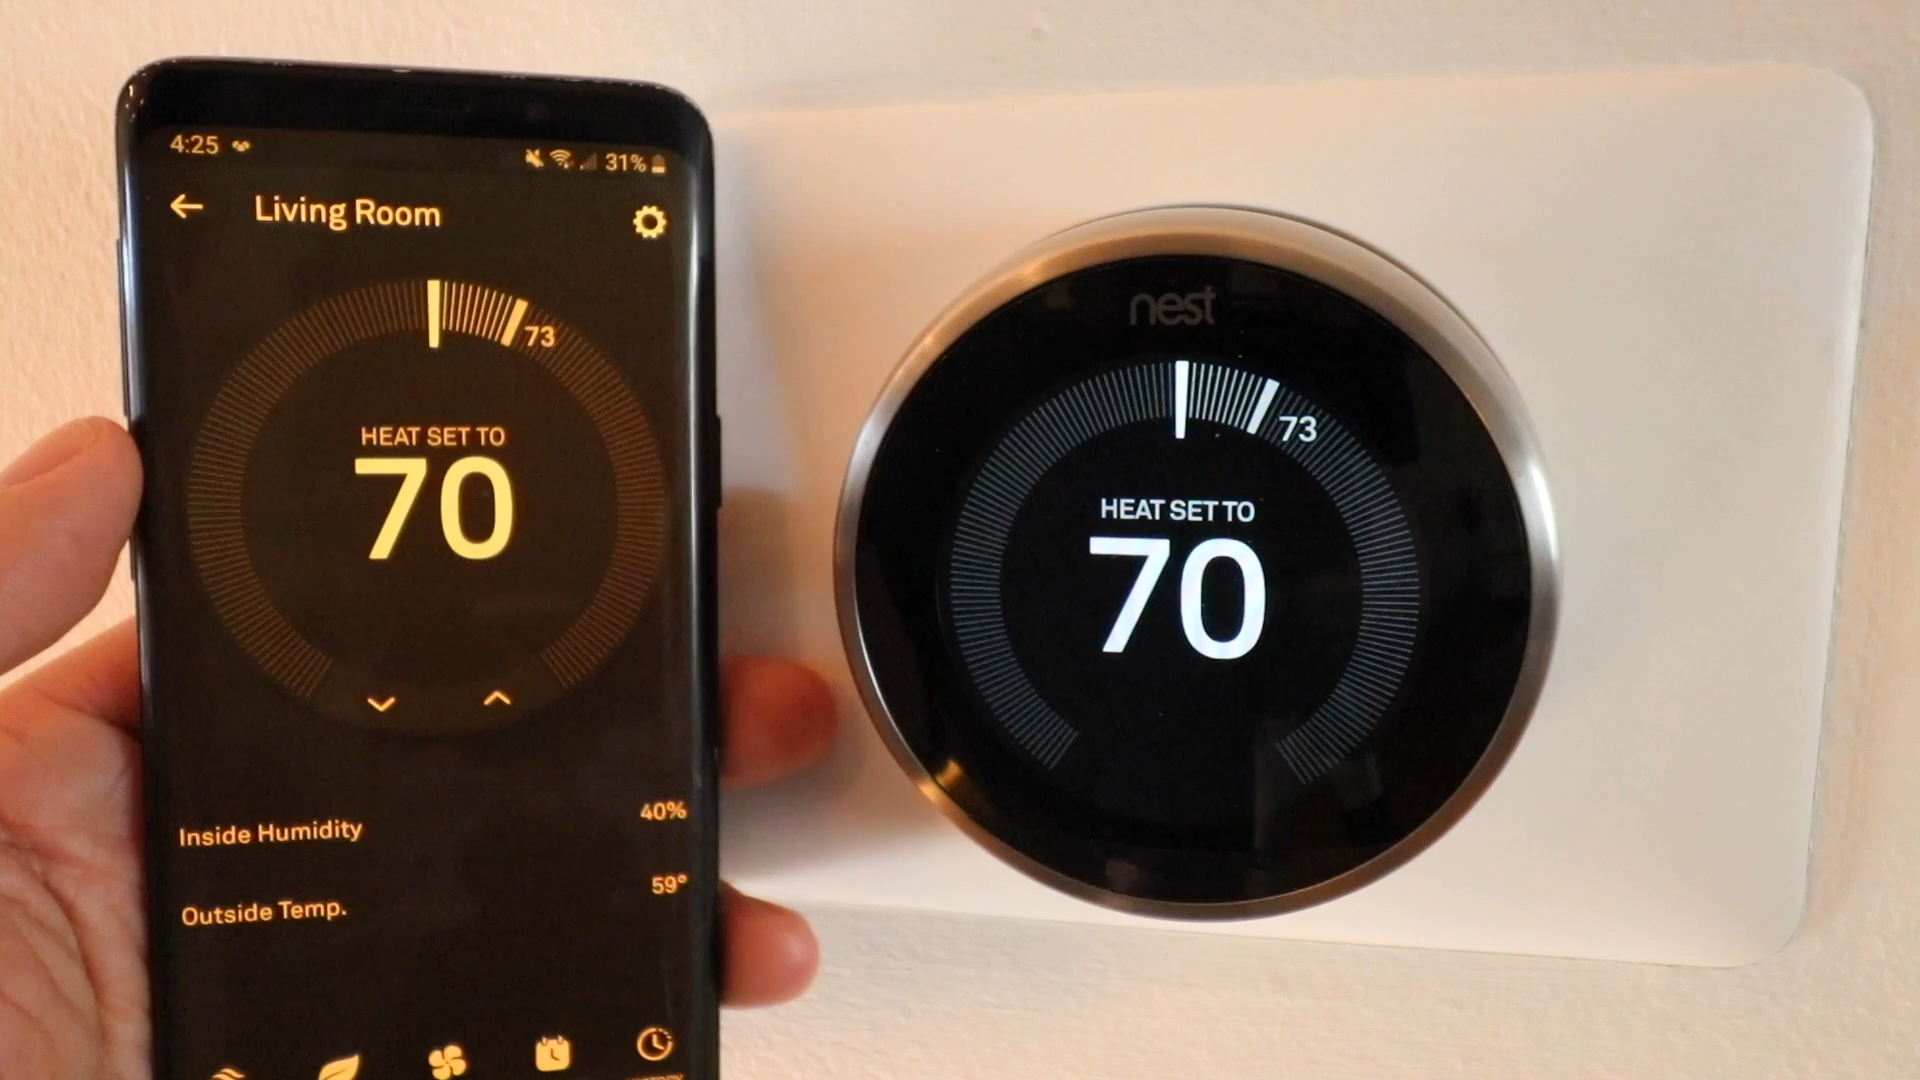 4:25
31%
Living Room
73
HEAT SET TO
70
Inside Humidity 40%
Outside Temp. 59°
nest
73
HEAT SET TO
70